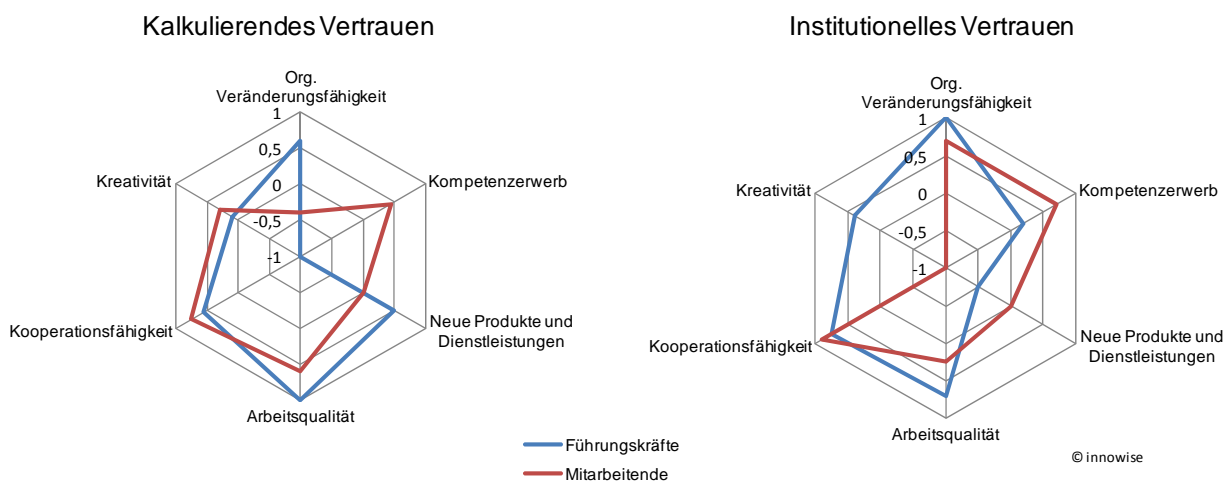 Kalkulierendes Vertrauen
Org.
Veränderungsfähigkeit
1
0,5
0
-0,5
-1
Kreativität
Kompetenzerwerb
Kooperationsfähigkeit
Neue Produkte und
Dienstleistungen
Arbeitsqualität
Institutionelles Vertrauen
Org.
Veränderungsfähigkeit
1
0,5
0
-0,5
-1
Kreativität
Kompetenzerwerb
Kooperationsfähigkeit
Neue Produkte und
Dienstleistungen
Arbeitsqualität
Führungskräfte
Mitarbeitende
© innowise